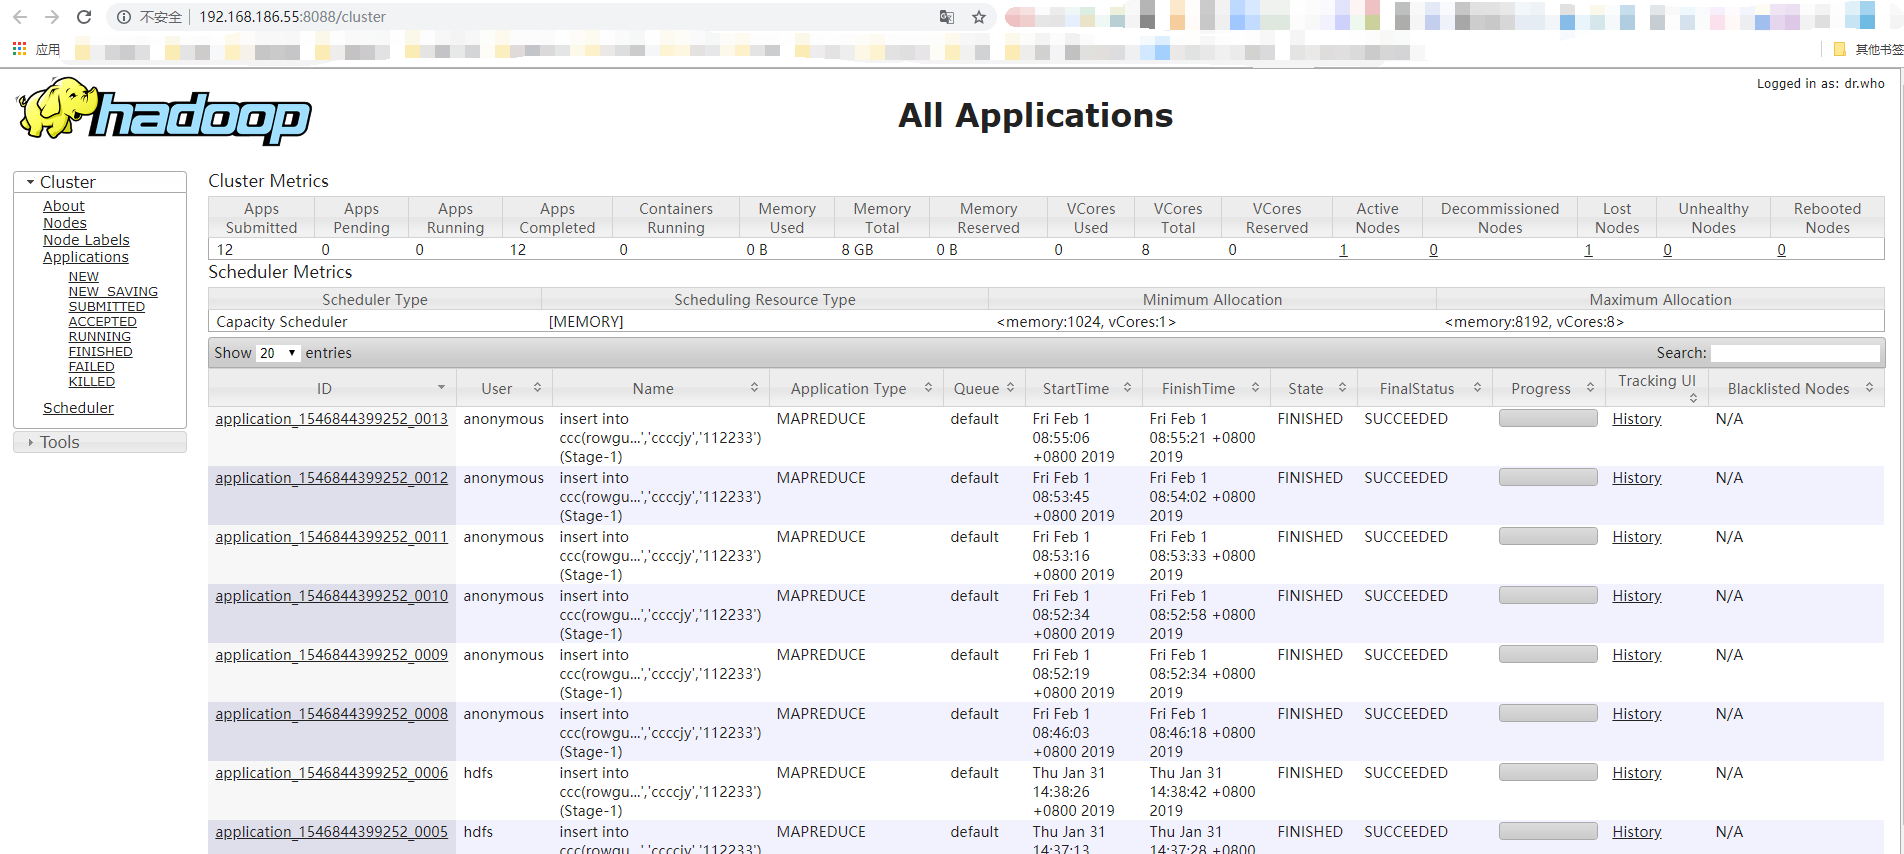 不安全 | 192.168.186.55:8088/cluster
应用
其他书签
hadoop
All Applications
Logged in as: dr.who
Cluster
About
Nodes
Node Labels
Applications
NEW
NEW_SAVING
SUBMITTED
ACCEPTED
RUNNING
FINISHED
FAILED
KILLED
Scheduler
Tools
Cluster Metrics
Apps Submitted Apps Pending Apps Running Apps Completed Containers Running Memory Used Memory Total Memory Reserved VCores Used VCores Total VCores Reserved Active Nodes Decommissioned Nodes Lost Nodes Unhealthy Nodes Rebooted Nodes
12 0 0 12 0 0 B 8 GB 0 B 0 8 0 1 0 1 0 0
Scheduler Metrics
Scheduler Type Scheduling Resource Type Minimum Allocation Maximum Allocation
Capacity Scheduler [MEMORY] <memory:1024, vCores:1> <memory:8192, vCores:8>
Show 20 entries Search:
ID User Name Application Type Queue StartTime FinishTime State FinalStatus Progress Tracking UI Blacklisted Nodes
application_1546844399252_0013 anonymous insert into MAPREDUCE default Fri Feb 1 Fri Feb 1 FINISHED SUCCEEDED History N/A
ccc(rowgu...','ccccjy','112233') 08:55:06 08:55:21 +0800
(Stage-1) +0800 2019 2019
application_1546844399252_0012 anonymous insert into MAPREDUCE default Fri Feb 1 Fri Feb 1 FINISHED SUCCEEDED History N/A
ccc(rowgu...','ccccjy','112233') 08:53:45 08:54:02 +0800
(Stage-1) +0800 2019 2019
application_1546844399252_0011 anonymous insert into MAPREDUCE default Fri Feb 1 Fri Feb 1 FINISHED SUCCEEDED History N/A
ccc(rowgu...','ccccjy','112233') 08:53:16 08:53:33 +0800
(Stage-1) +0800 2019 2019
application_1546844399252_0010 anonymous insert into MAPREDUCE default Fri Feb 1 Fri Feb 1 FINISHED SUCCEEDED History N/A
ccc(rowgu...','ccccjy','112233') 08:52:34 08:52:58 +0800
(Stage-1) +0800 2019 2019
application_1546844399252_0009 anonymous insert into MAPREDUCE default Fri Feb 1 Fri Feb 1 FINISHED SUCCEEDED History N/A
ccc(rowgu...','ccccjy','112233') 08:52:19 08:52:34 +0800
(Stage-1) +0800 2019 2019
application_1546844399252_0008 anonymous insert into MAPREDUCE default Fri Feb 1 Fri Feb 1 FINISHED SUCCEEDED History N/A
ccc(rowgu...','ccccjy','112233') 08:46:03 08:46:18 +0800
(Stage-1) +0800 2019 2019
application_1546844399252_0006 hdfs insert into MAPREDUCE default Thu Jan 31 Thu Jan 31 FINISHED SUCCEEDED History N/A
ccc(rowgu...','ccccjy','112233') 14:38:26 14:38:42 +0800
(Stage-1) +0800 2019 2019
application_1546844399252_0005 hdfs insert into MAPREDUCE default Thu Jan 31 Thu Jan 31 FINISHED SUCCEEDED History N/A
ccc(rowgu...','ccccjy','112233') 14:37:13 14:37:28 +0800